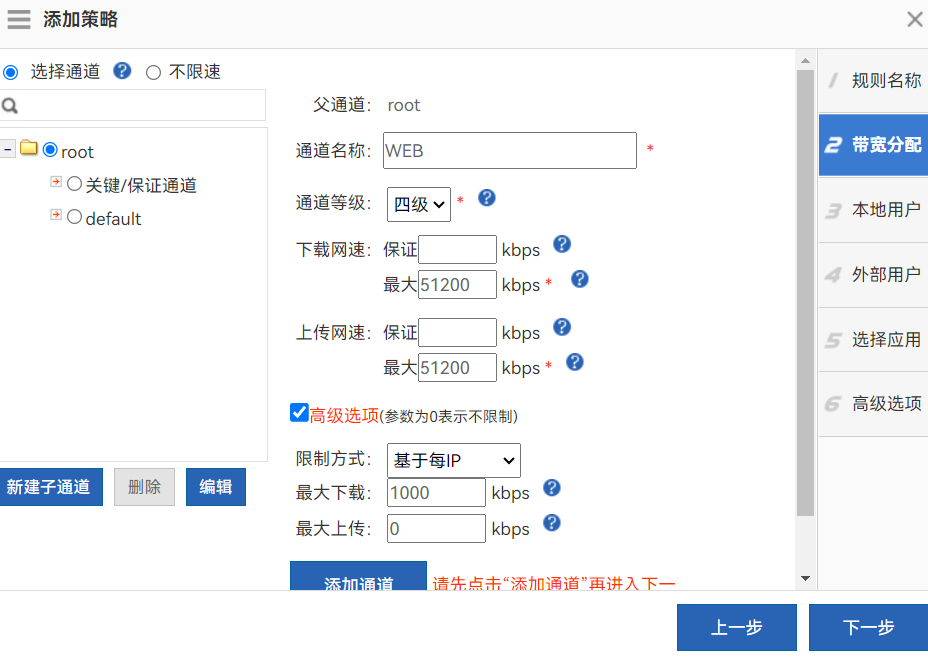 添加策略
选择通道 不限速
root
关键/保证通道
default
新建子通道 删除 编辑
父通道： root
通道名称： WEB *
通道等级： 四级 *
下载网速： 保证 kbps
最大 51200 kbps *
上传网速： 保证 kbps
最大 51200 kbps *
高级选项(参数为0表示不限制)
限制方式： 基于每IP
最大下载： 1000 kbps
最大上传： 0 kbps
添加通道 请先点击“添加通道”再进入下一
1 规则名称
2 带宽分配
3 本地用户
4 外部用户
5 选择应用
6 高级选项
上一步 下一步